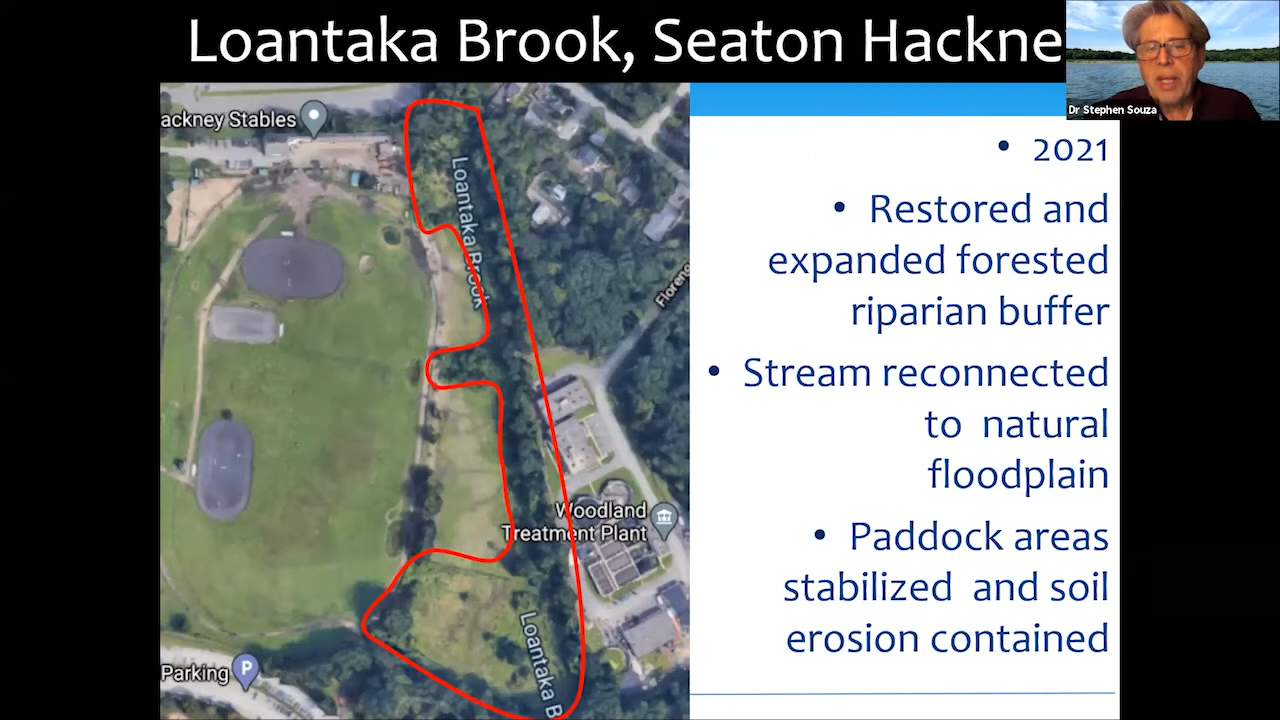 Loantaka Brook, Seaton Hackne
Dr Stephen Souza
ackney Stables
Loantaka Brook
Floren
Woodland
Treatment Plant
Loantaka B
Parking
P
• 2021
• Restored and
expanded forested
riparian buffer
• Stream reconnected
to natural
floodplain
• Paddock areas
stabilized and soil
erosion contained